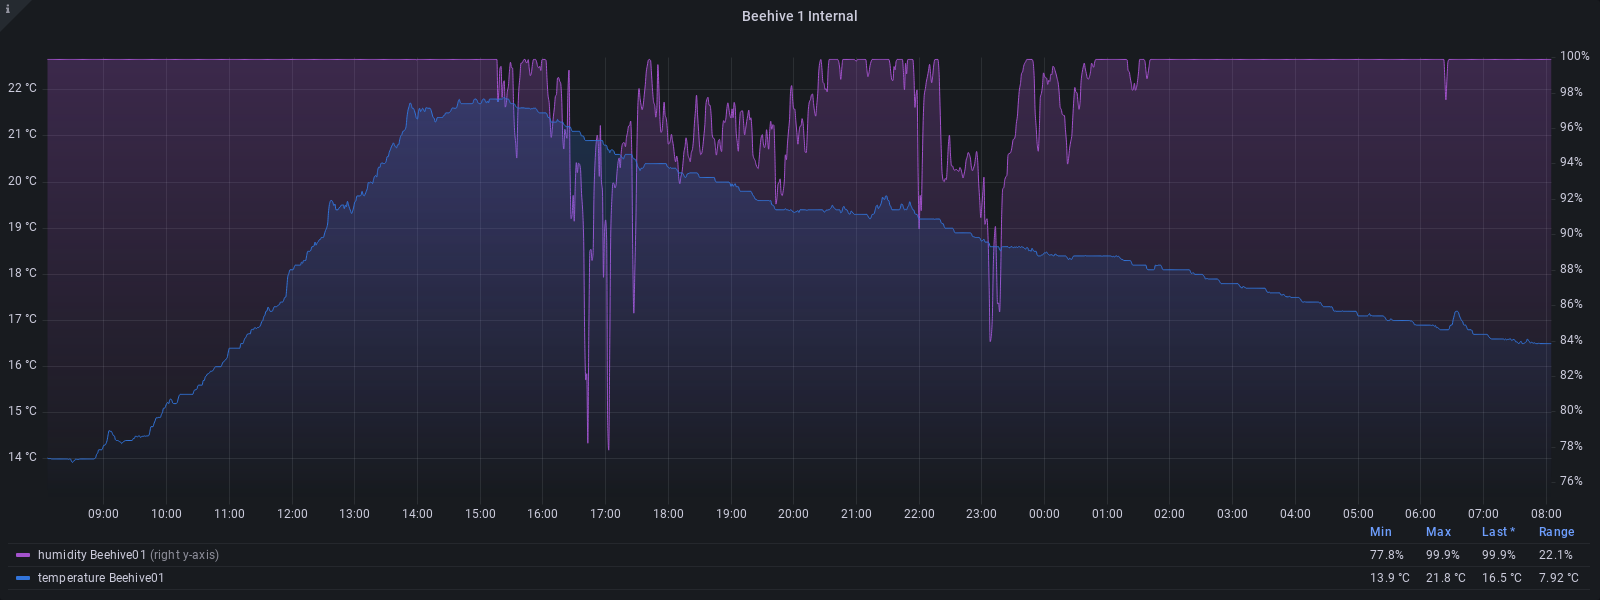 i
Beehive 1 Internal
22 °C
21 °C
20 °C
19 °C
18 °C
17 °C
16 °C
15 °C
14 °C
100%
98%
96%
94%
92%
90%
88%
86%
84%
82%
80%
78%
76%
09:00 10:00 11:00 12:00 13:00 14:00 15:00 16:00 17:00 18:00 19:00 20:00 21:00 22:00 23:00 00:00 01:00 02:00 03:00 04:00 05:00 06:00 07:00 08:00
Min Max Last * Range
humidity Beehive01 (right y-axis) 77.8% 99.9% 99.9% 22.1%
temperature Beehive01 13.9 °C 21.8 °C 16.5 °C 7.92 °C